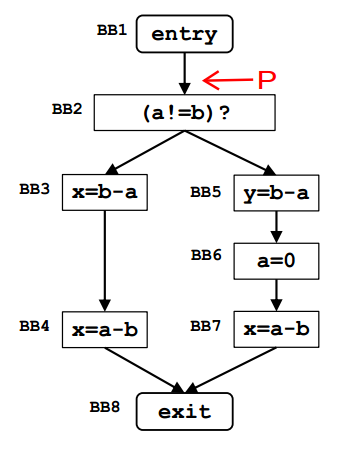 BB1 entry
P
BB2 (a!=b)?
BB3 x=b-a BB5 y=b-a
BB6 a=0
BB4 x=a-b BB7 x=a-b
BB8 exit